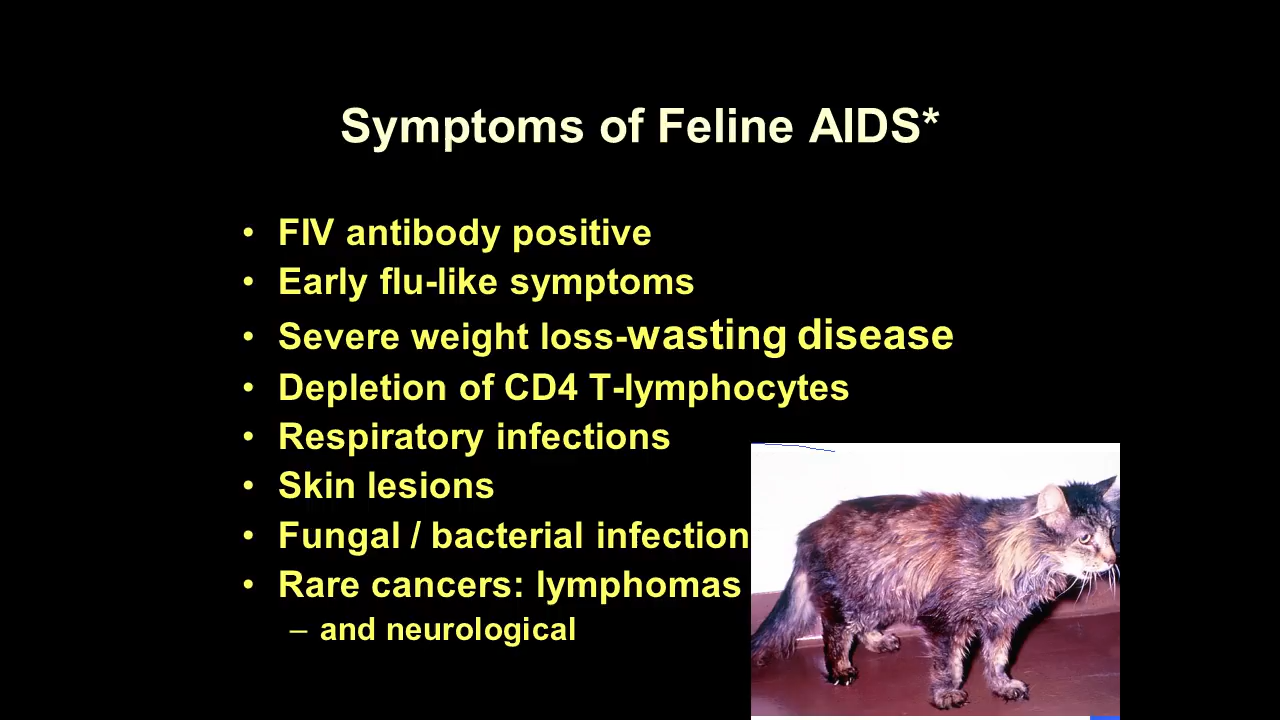 Symptoms of Feline AIDS*
• FIV antibody positive
• Early flu-like symptoms
• Severe weight loss-wasting disease
• Depletion of CD4 T-lymphocytes
• Respiratory infections
• Skin lesions
• Fungal / bacterial infection
• Rare cancers: lymphomas
– and neurological